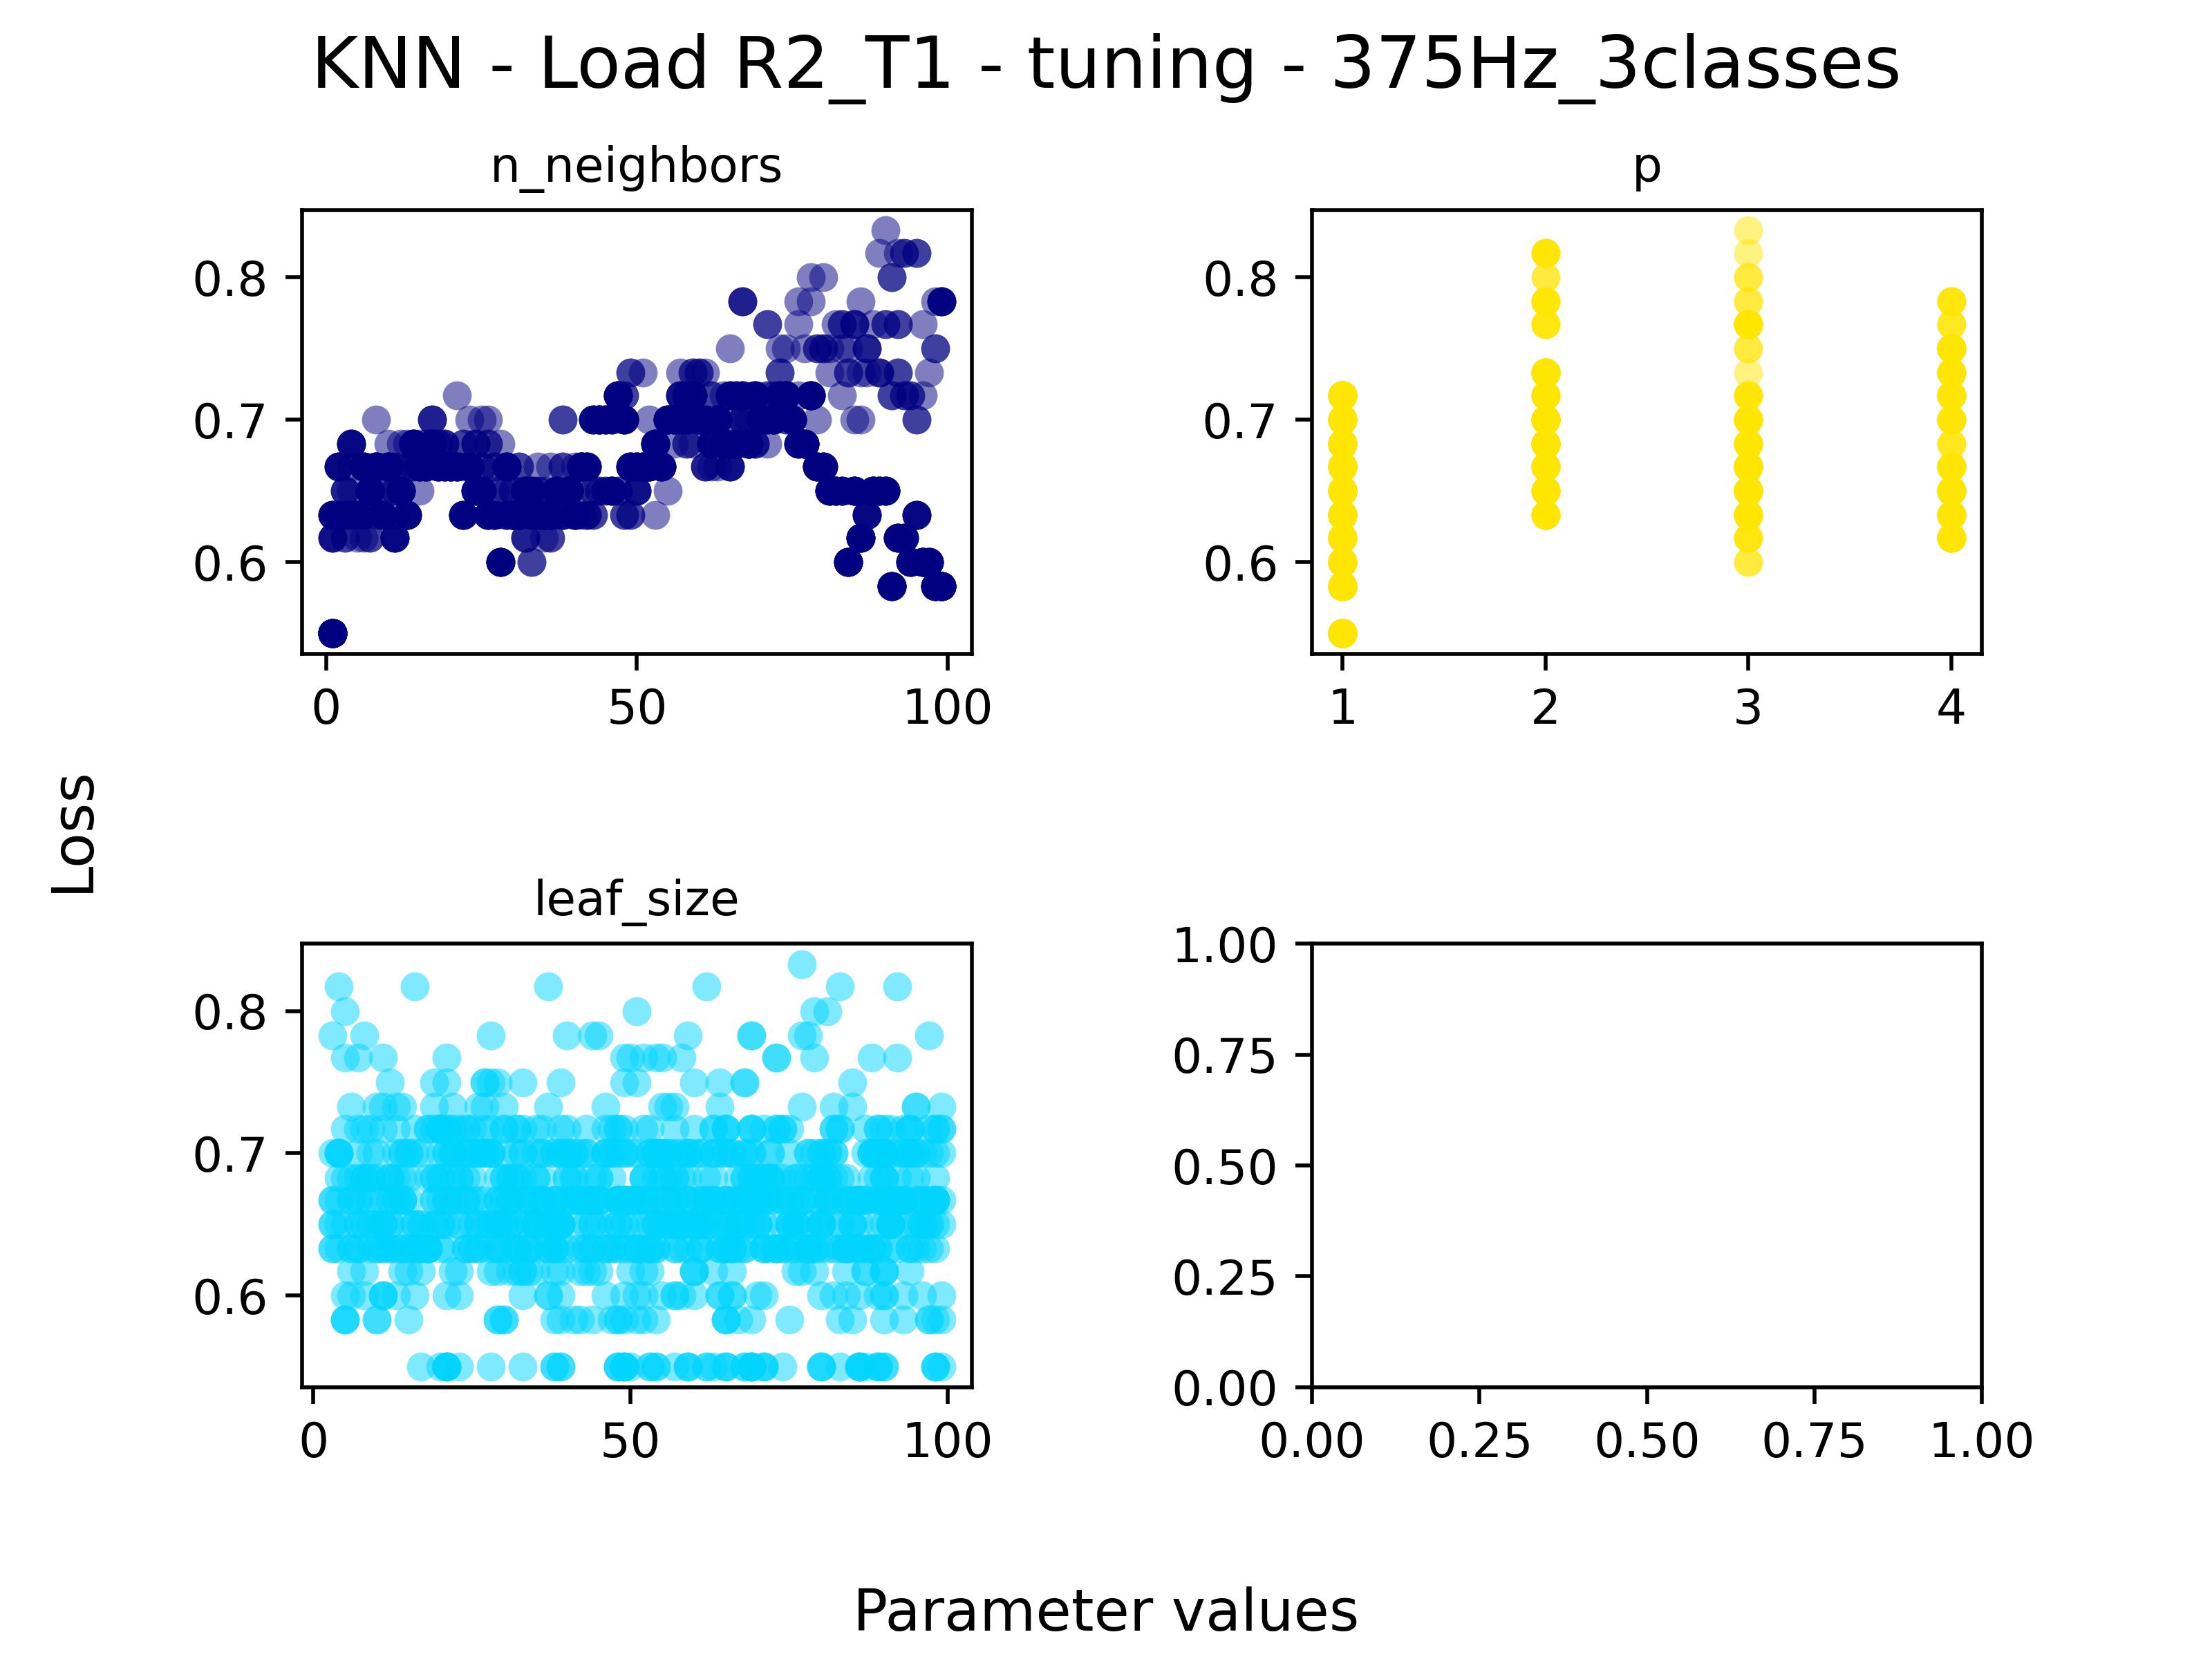 KNN - Load R2_T1 - tuning - 375Hz_3classes
n_neighbors
0.8
0.7
0.6
0 50 100
p
0.8
0.7
0.6
1 2 3 4
Loss
leaf_size
0.8
0.7
0.6
0 50 100
1.00
0.75
0.50
0.25
0.00
0.00 0.25 0.50 0.75 1.00
Parameter values